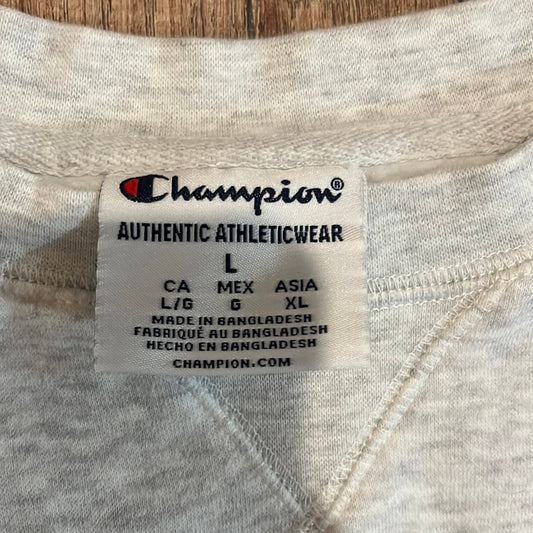 Champion®
AUTHENTIC ATHLETICWEAR
L
CA MEX ASIA
L/G G XL
MADE IN BANGLADESH
FABRIQUÉ AU BANGLADESH
HECHO EN BANGLADESH
CHAMPION.COM